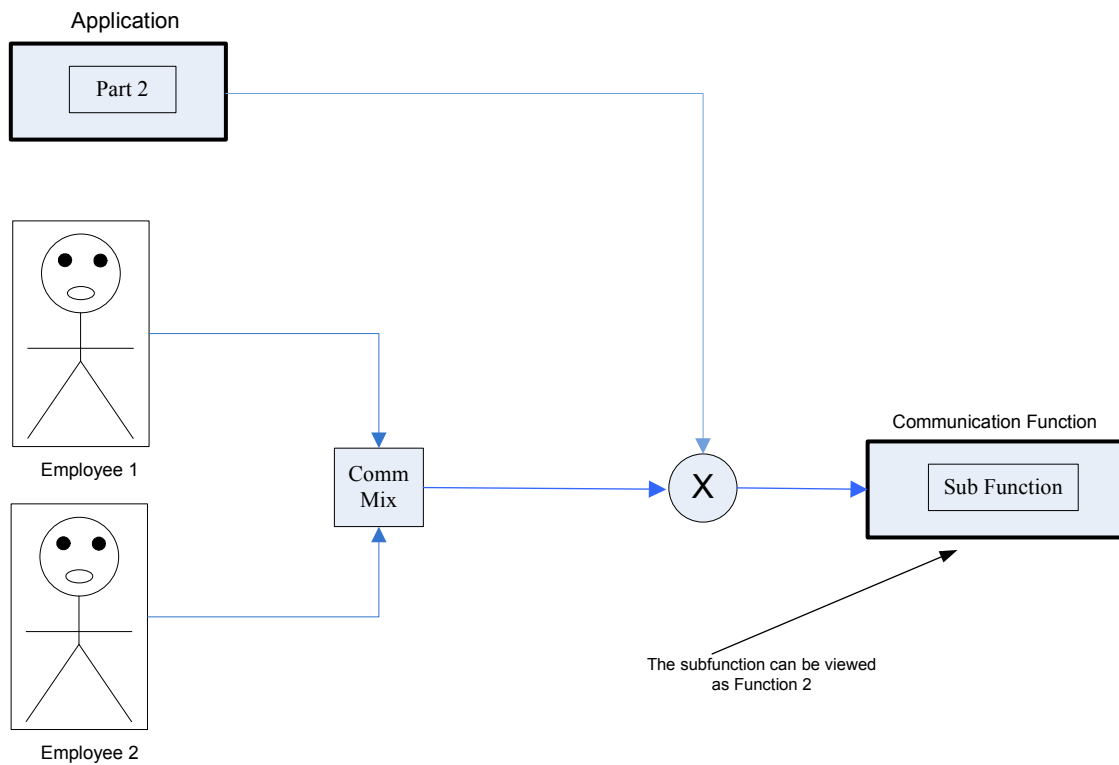 Application
Part 2
Employee 1
Comm
Mix
X
Communication Function
Sub Function
The subfunction can be viewed
as Function 2
Employee 2